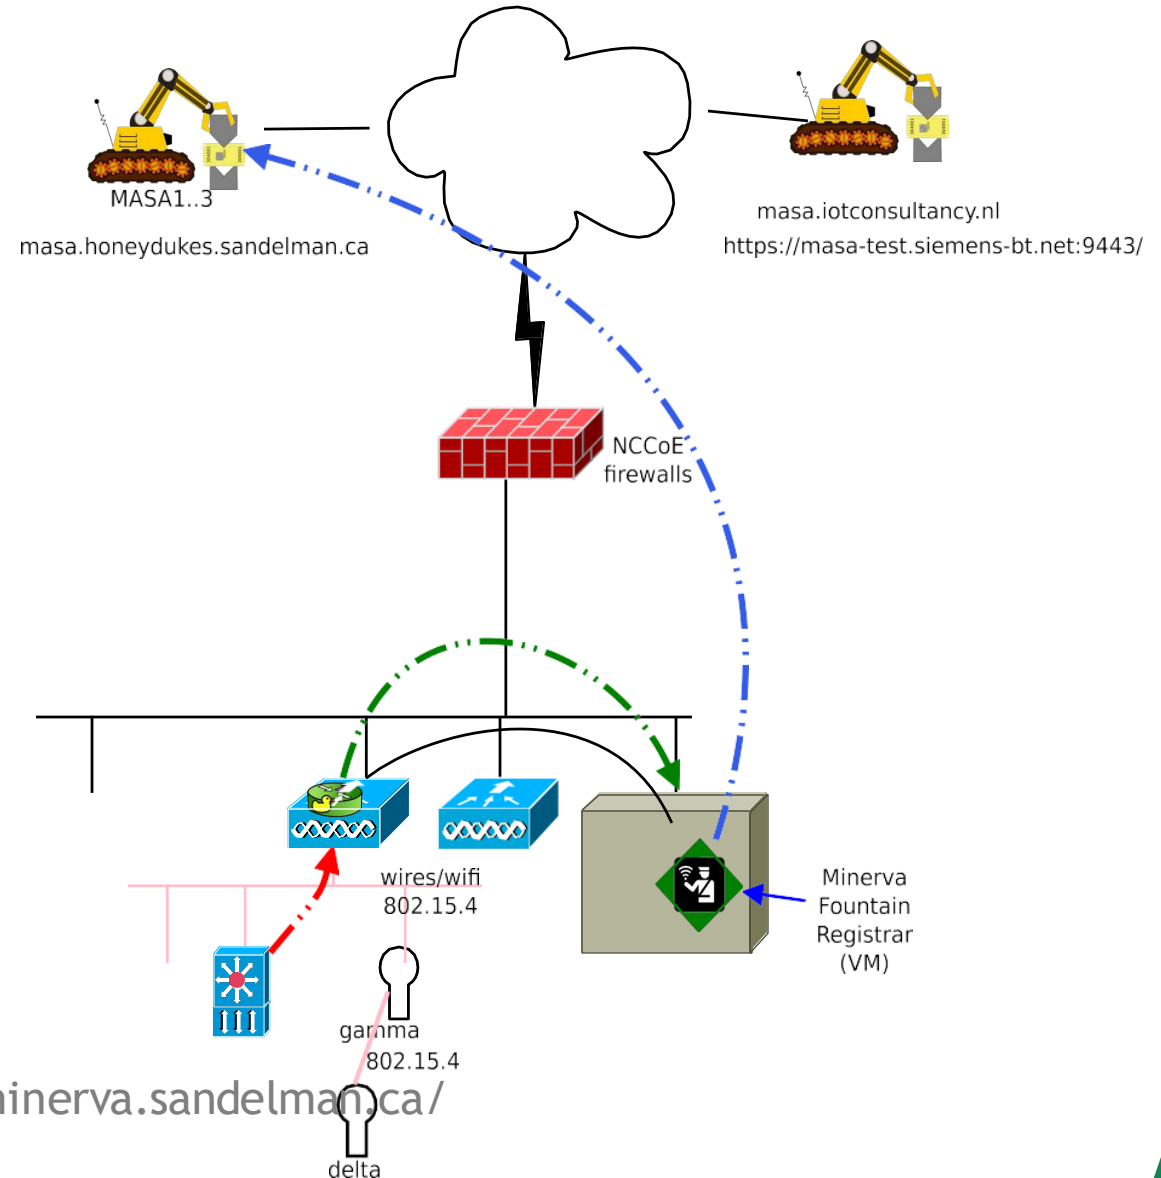 MASA1..3
masa.honeydukes.sandelman.ca
masa.iotconsultancy.nl
https://masa-test.siemens-bt.net:9443/
NCCoE
firewalls
wires/wifi
802.15.4
Minerva
Fountain
Registrar
(VM)
gamma
802.15.4
minerva.sandelman.ca/
delta